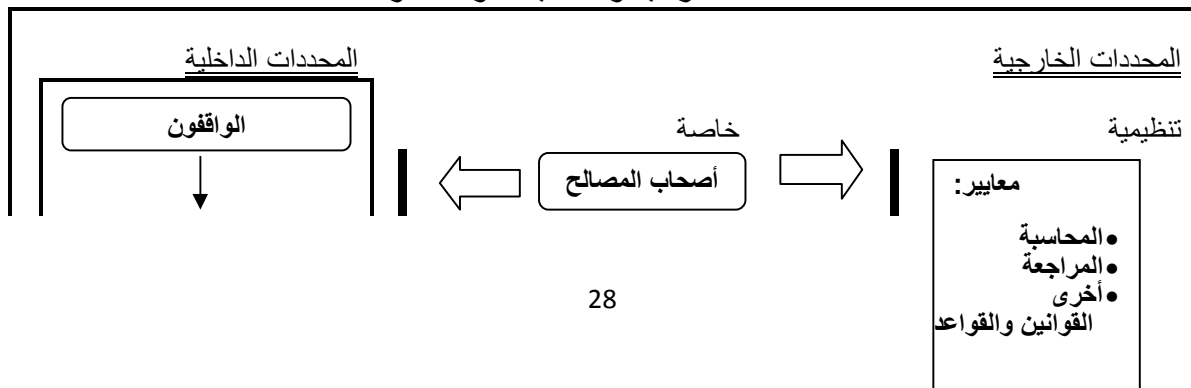 المحددات الخارجية المحددات الداخلية
تنظيمية خاصة الواقفون
أصحاب المصالح
معايير:
•المحاسبة
•المراجعة
•أخرى
القوانين والقواعد
28